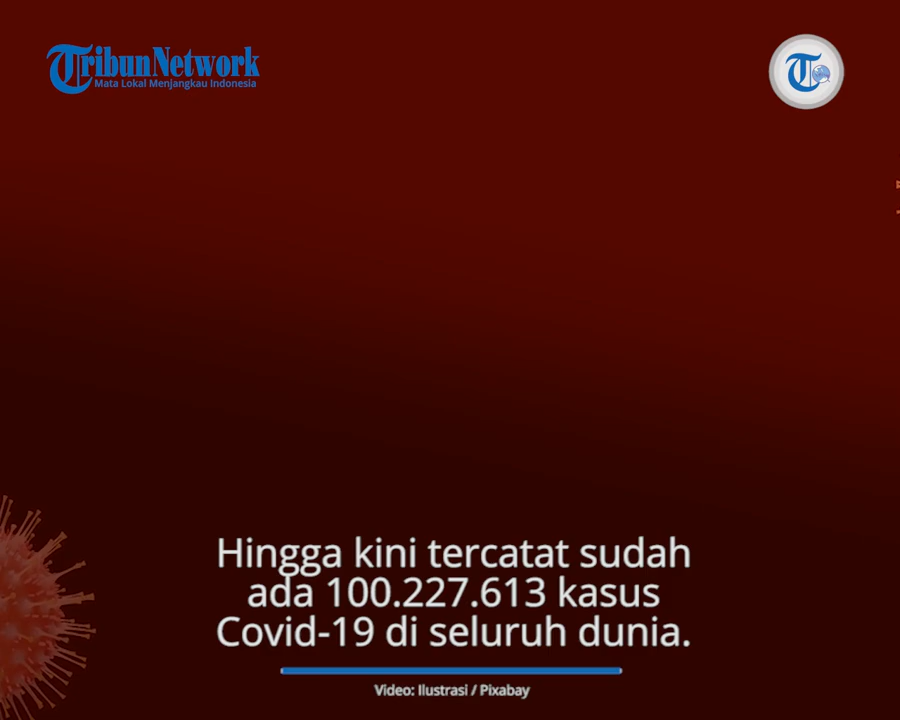 TribunNetwork
Mata Lokal Menjangkau Indonesia
T
Hingga kini tercatat sudah
ada 100.227.613 kasus
Covid-19 di seluruh dunia.
Video: Ilustrasi / Pixabay